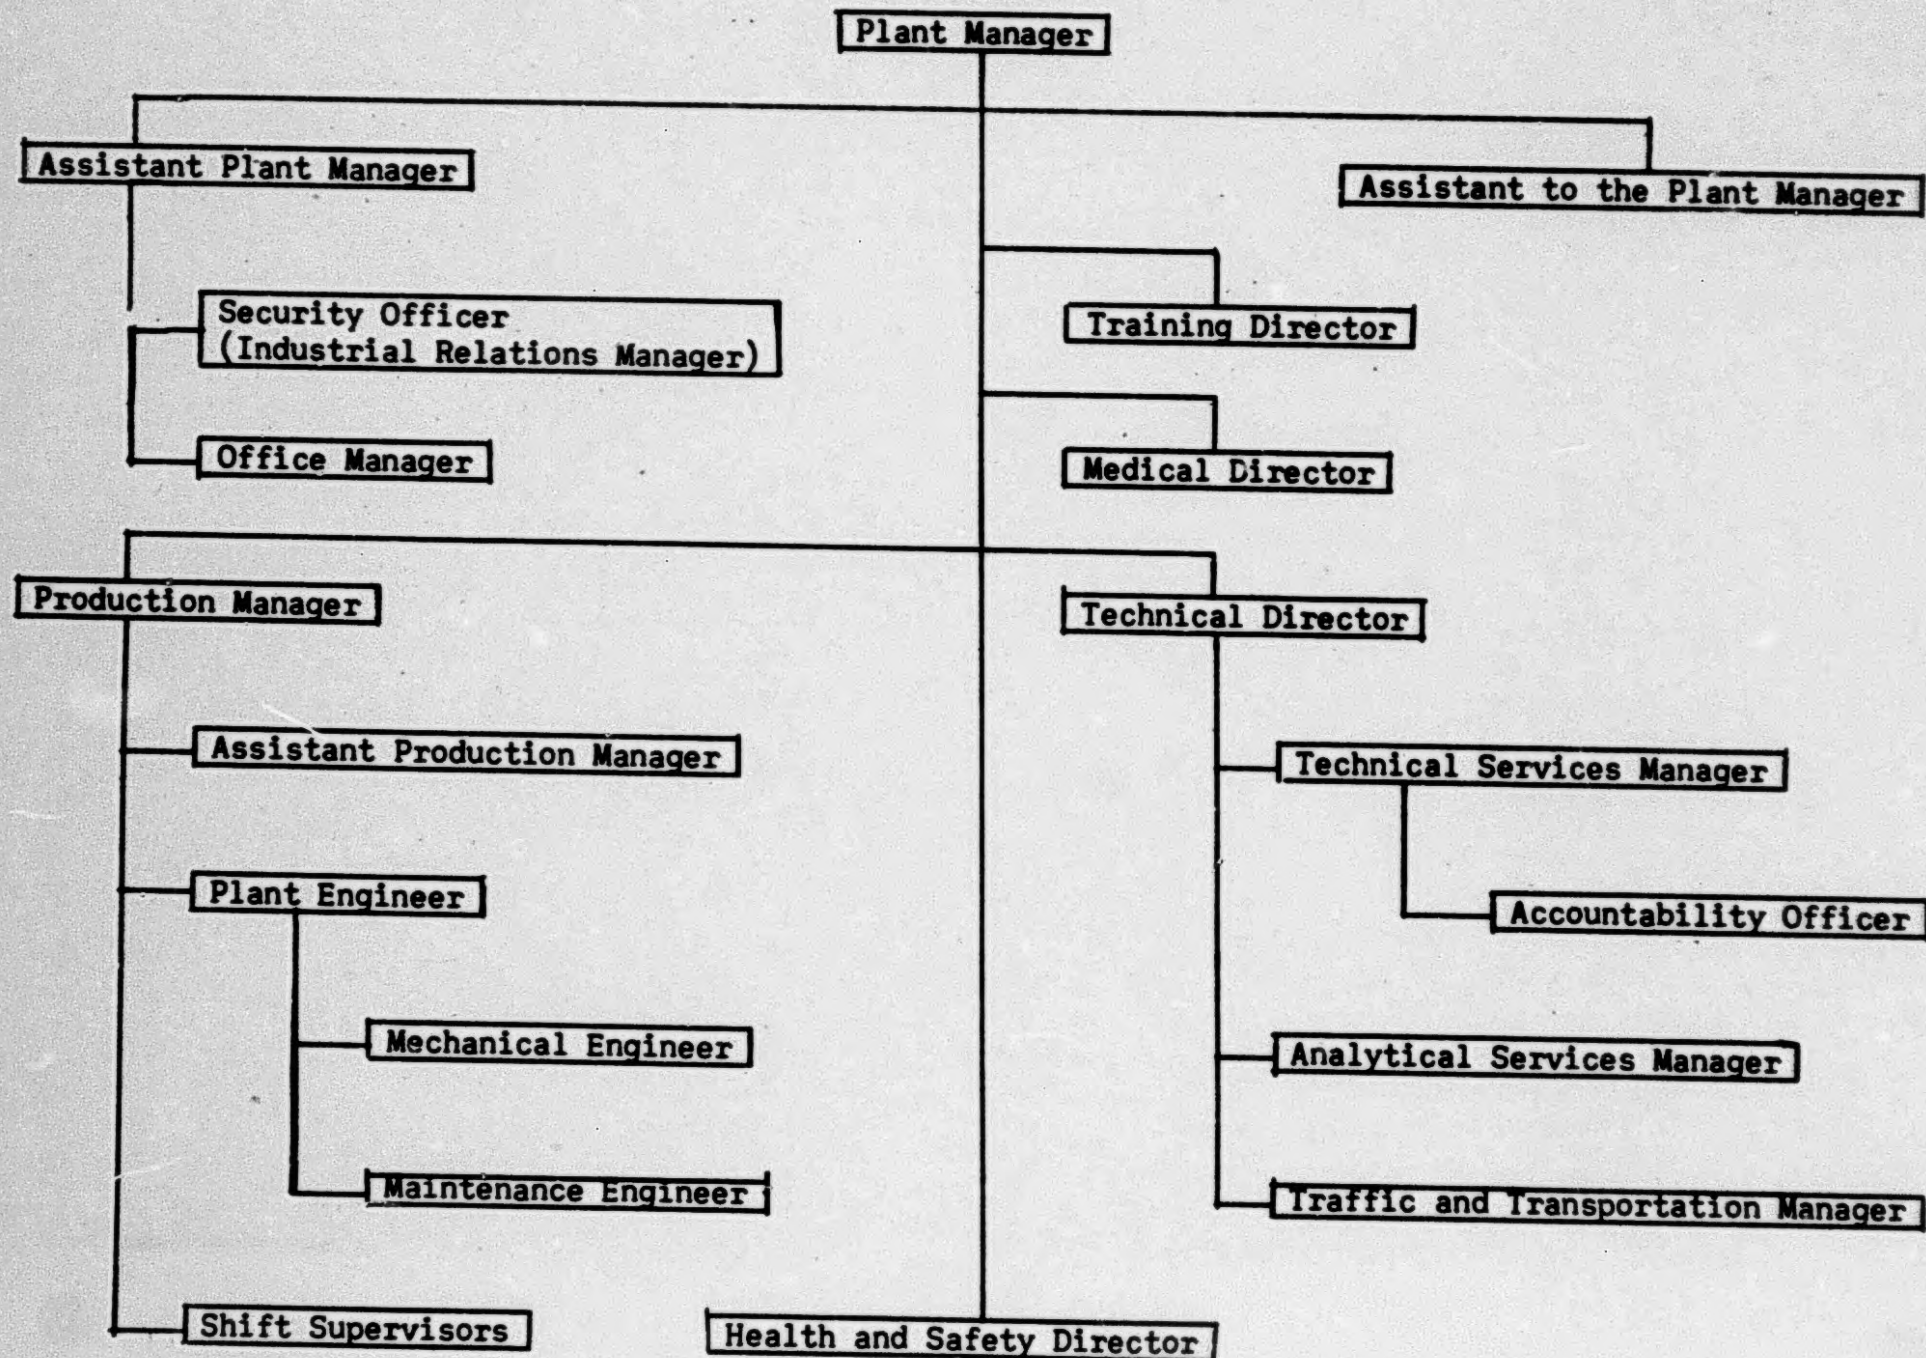 Plant Manager
Assistant Plant Manager
Assistant to the Plant Manager
Security Officer
(Industrial Relations Manager)
Training Director
Office Manager
Medical Director
Production Manager
Technical Director
Assistant Production Manager
Technical Services Manager
Plant Engineer
Accountability Officer
Mechanical Engineer
Analytical Services Manager
Maintenance Engineer
Traffic and Transportation Manager
Shift Supervisors
Health and Safety Director